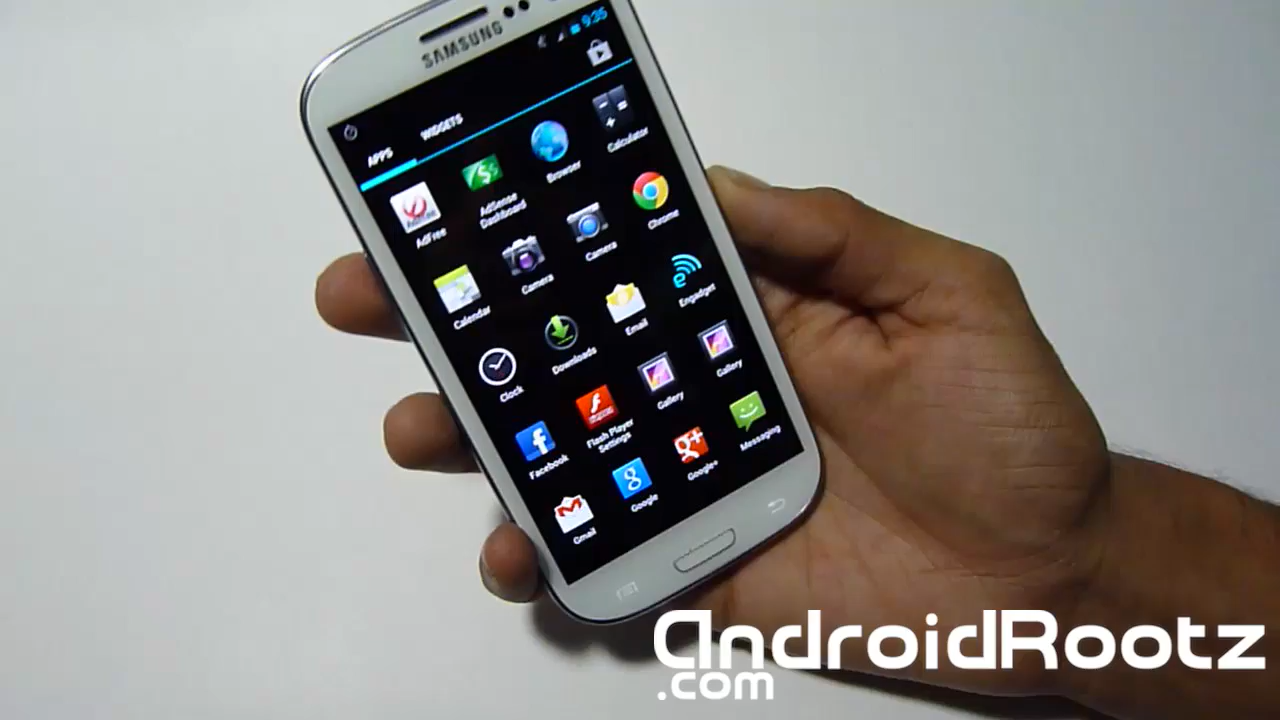 SAMSUNG
9:35
APPS
WIDGETS
AdFree
AdSense
Dashboard
Browser
Calculator
Calendar
Camera
Camera
Chrome
Clock
Downloads
Email
Engadget
Facebook
Flash Player
Settings
Gallery
Gallery
Gmail
Google
Google+
Messaging
AndroidRootz
.com